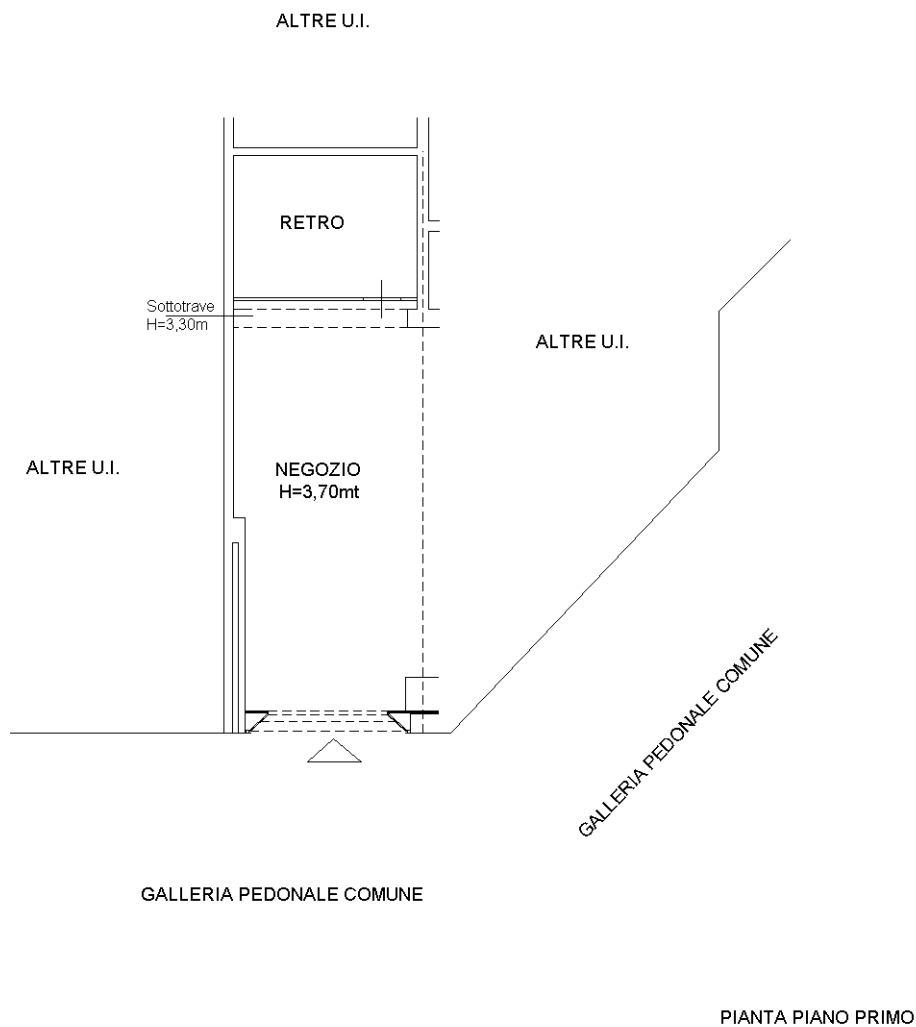 ALTRE U.I.
RETRO
Sottotrave
H=3,30m
ALTRE U.I.
ALTRE U.I.
NEGOZIO
H=3,70mt
GALLERIA PEDONALE COMUNE
GALLERIA PEDONALE COMUNE
PIANTA PIANO PRIMO